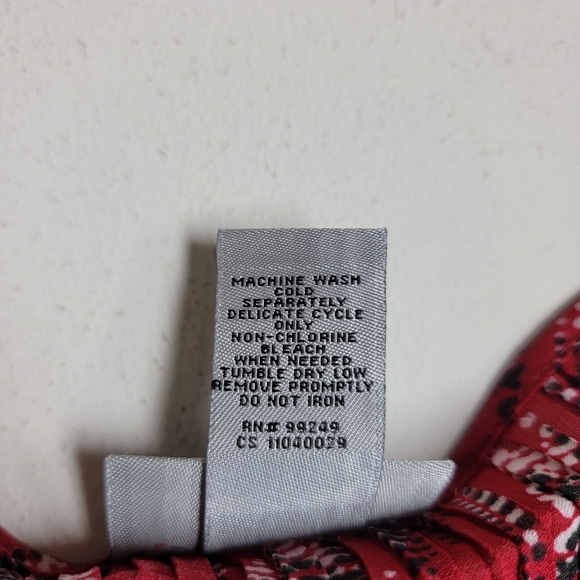 MACHINE WASH
COLD
SEPARATELY
DELICATE CYCLE
ONLY
NON-CHLORINE
BLEACH
WHEN NEEDED
TUMBLE DRY LOW
REMOVE PROMPTLY
DO NOT IRON
RN# 99249
CS 11040029